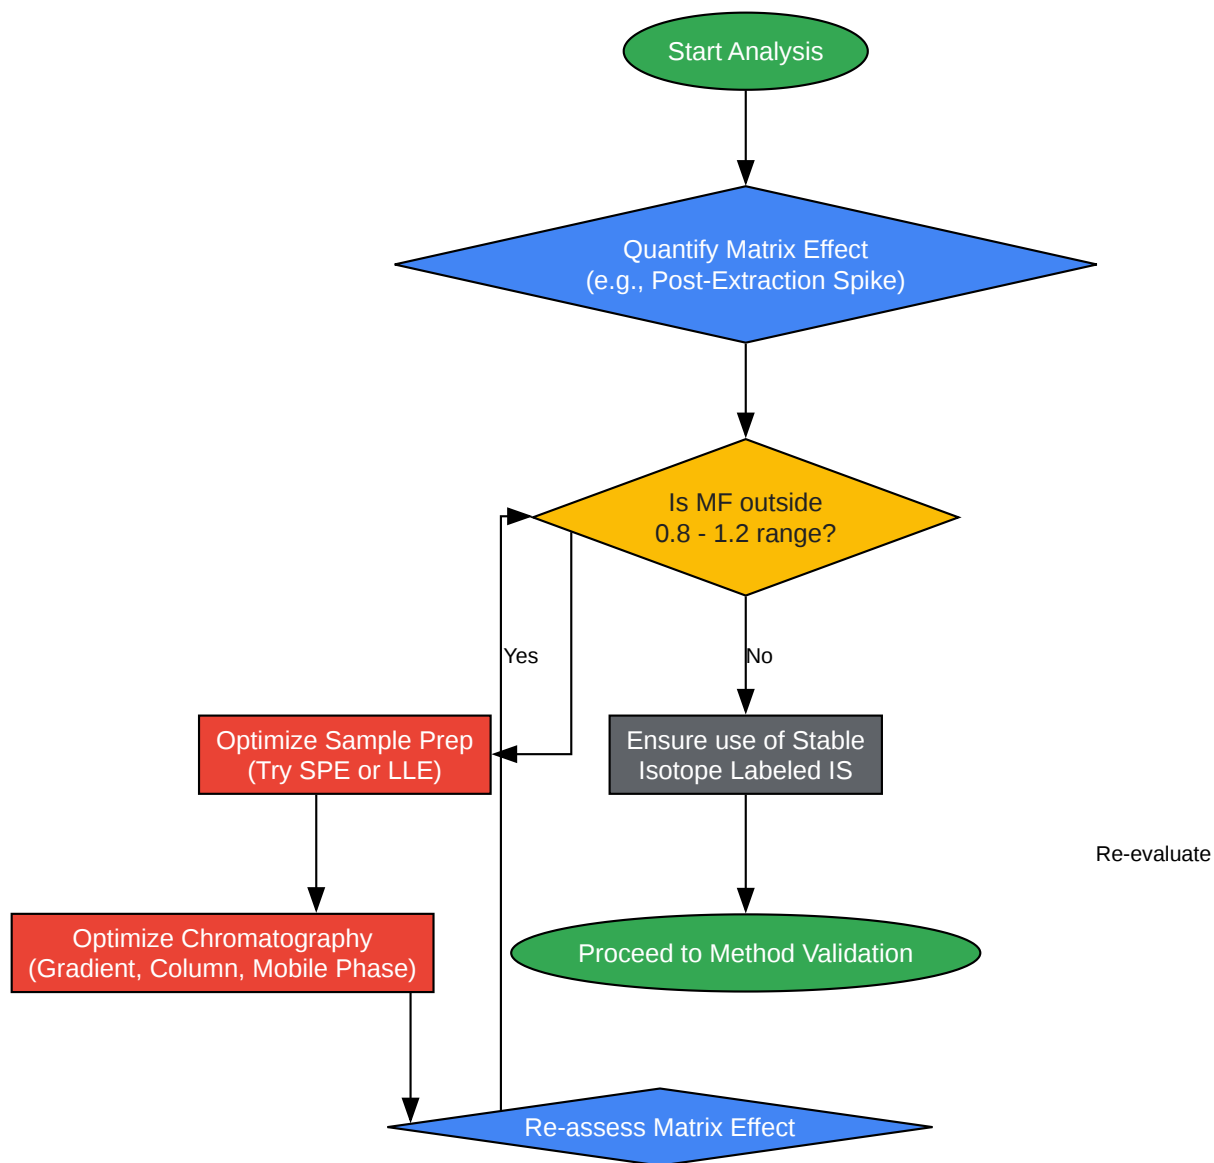 Start Analysis
Quantify Matrix Effect
(e.g., Post-Extraction Spike)
Is MF outside
0.8 - 1.2 range?
Yes
No
Optimize Sample Prep
(Try SPE or LLE)
Ensure use of Stable
Isotope Labeled IS
Re-evaluate
Optimize Chromatography
(Gradient, Column, Mobile Phase)
Proceed to Method Validation
Re-assess Matrix Effect